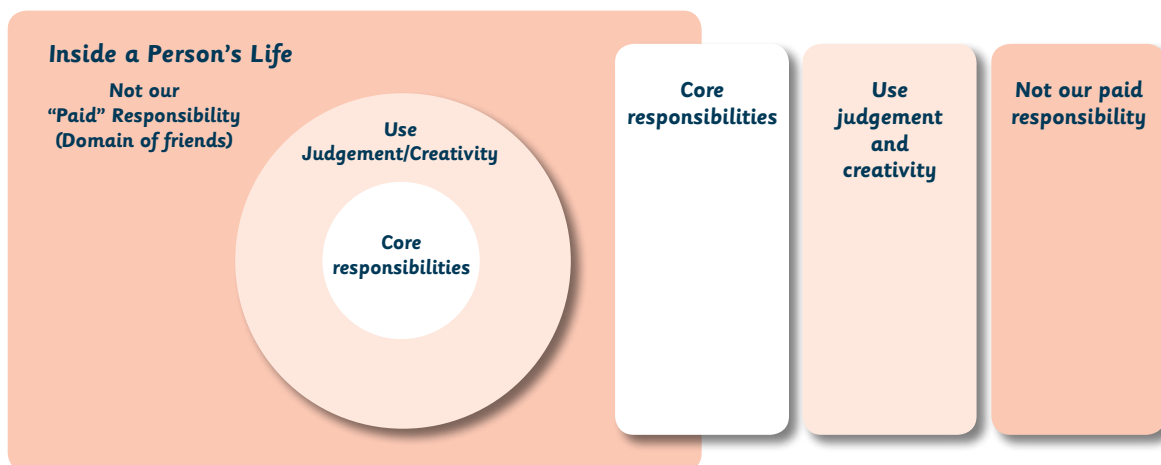 Inside a Person's Life
Not our
“Paid” Responsibility
(Domain of friends)
Use
Judgement/Creativity
Core
responsibilities
Core
responsibilities
Use
judgement
and
creativity
Not our paid
responsibility